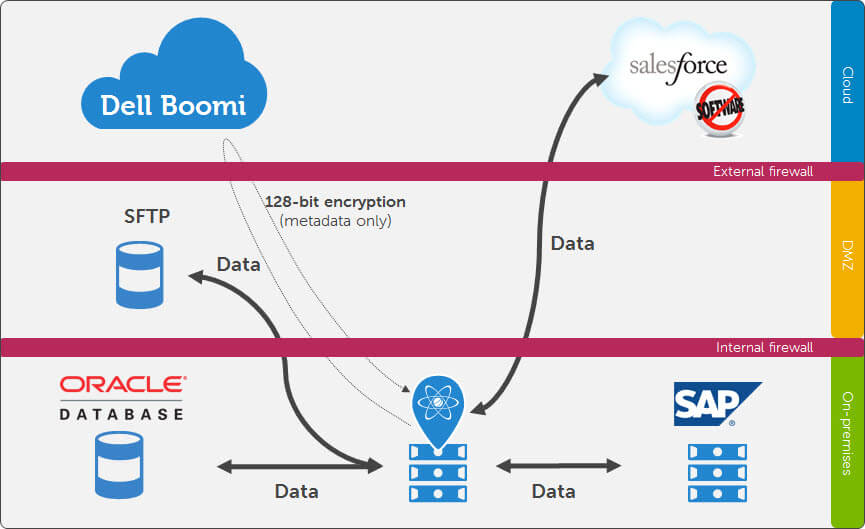 Dell Boomi
salesforce
SOFTWARE
Cloud
External firewall
128-bit encryption
(metadata only)
SFTP
Data
Data
DMZ
Internal firewall
ORACLE®
DATABASE
SAP®
On-premises
Data
Data